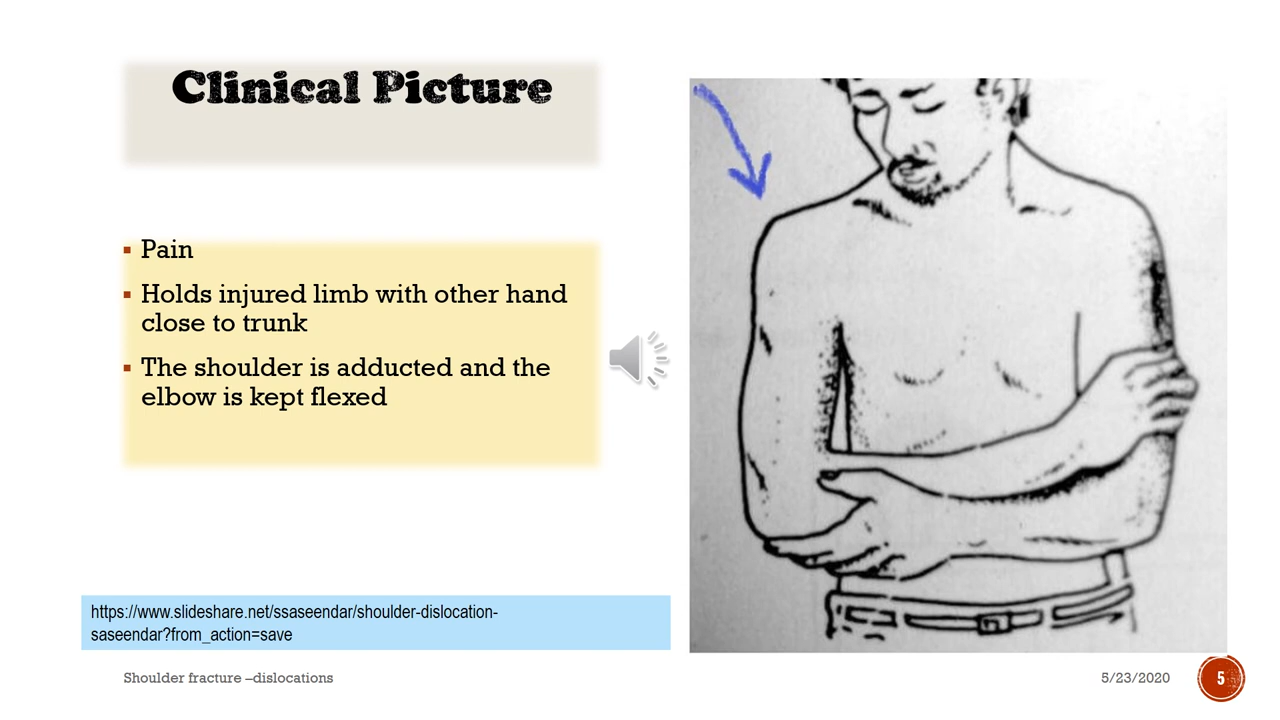 Clinical Picture
▪ Pain
▪ Holds injured limb with other hand
close to trunk
▪ The shoulder is adducted and the
elbow is kept flexed
https://www.slideshare.net/ssaseendar/shoulder-dislocation-
saseendar?from_action=save
Shoulder fracture –dislocations
5/23/2020
5